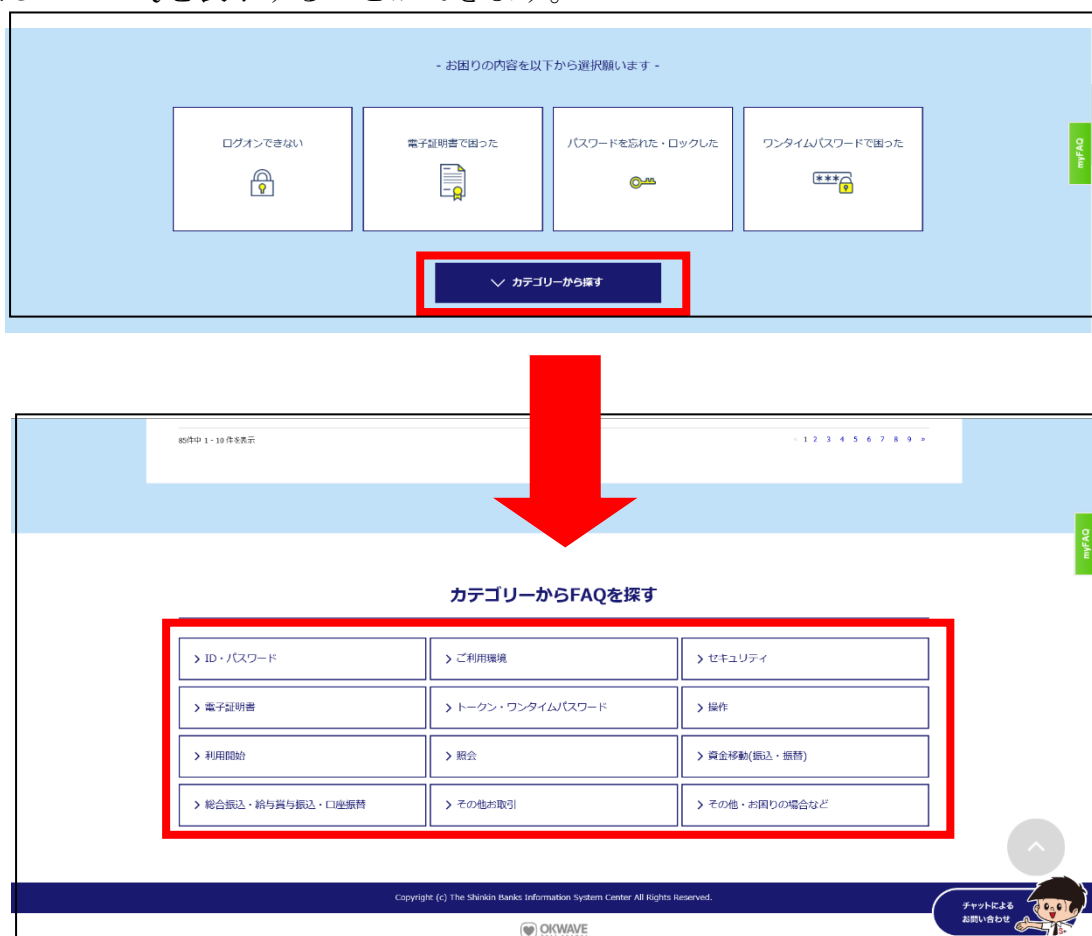 - お困りの内容を以下から選択願います -
ログオンできない
電子証明書で困った
パスワードを忘れた・ロックした
ワンタイムパスワードで困った
***
myFAQ
カテゴリーから探す
85件中 1 - 10 件を表示
« 1 2 3 4 5 6 7 8 9 »
myFAQ
カテゴリーからFAQを探す
> ID・パスワード
> ご利用環境
> セキュリティ
> 電子証明書
> トークン・ワンタイムパスワード
> 操作
> 利用開始
> 照会
> 資金移動(振込・振替)
> 総合振込・給与賞与振込・口座振替
> その他お取引
> その他・お困りの場合など
Copyright (c) The Shinkin Banks Information System Center All Rights Reserved.
チャットによる
お問い合わせ
OKWAVE